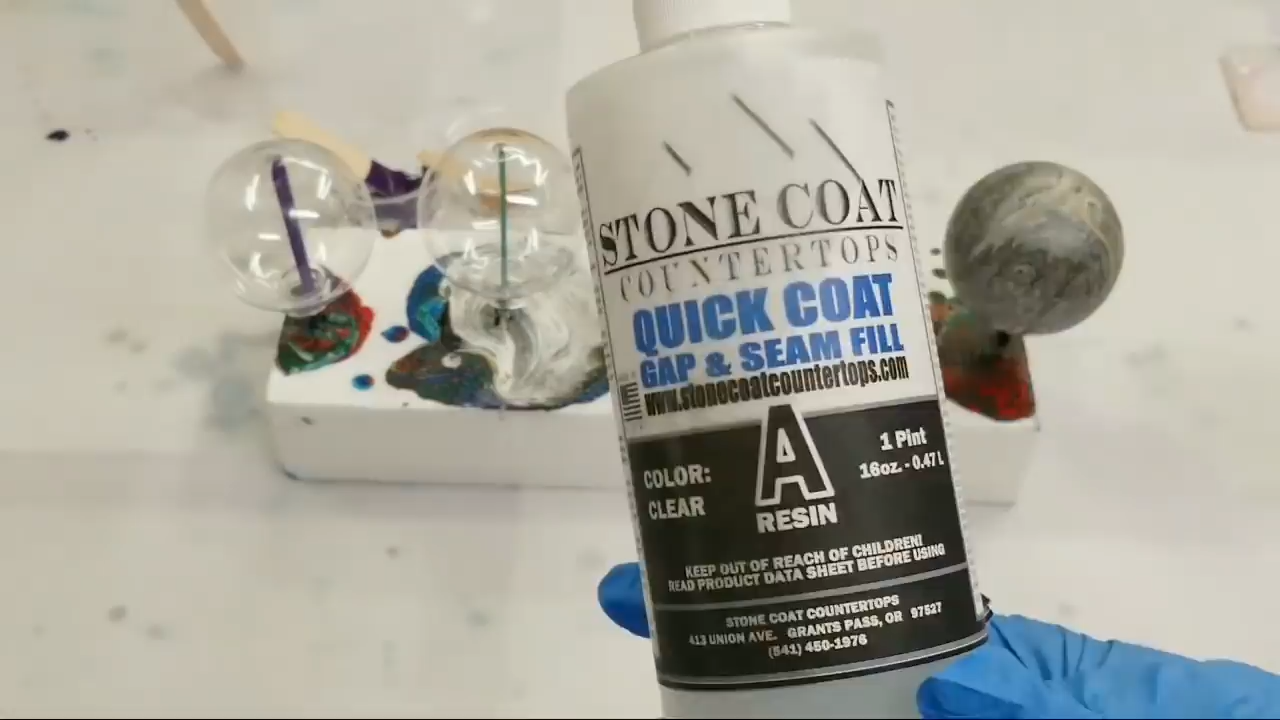 STONE COAT
COUNTERTOPS
QUICK COAT
GAP & SEAM FILL
www.stonecoatcountertops.com
COLOR:
CLEAR
A
RESIN
1 Pint
16oz. - 0.47 L
KEEP OUT OF REACH OF CHILDREN!
READ PRODUCT DATA SHEET BEFORE USING
STONE COAT COUNTERTOPS
413 UNION AVE. GRANTS PASS, OR 97527
(541) 450-1976